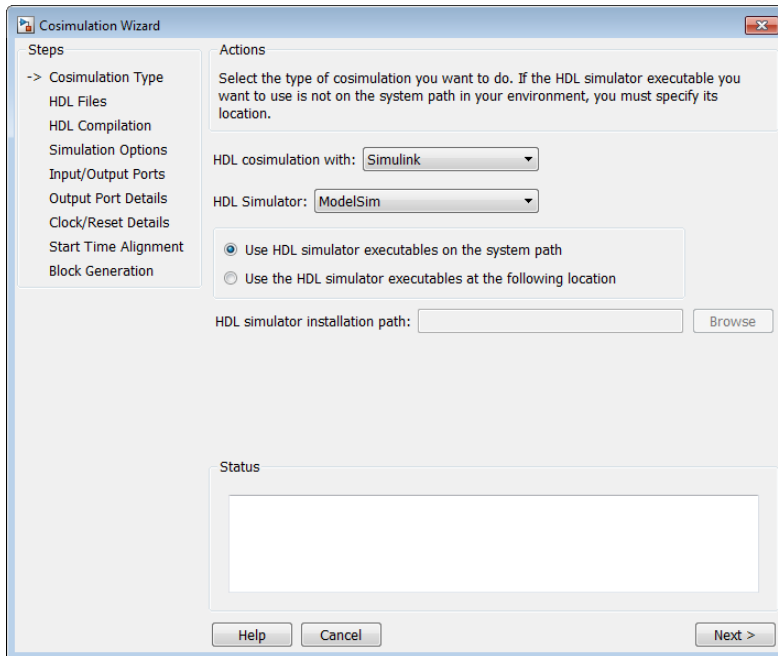 Cosimulation Wizard
Steps
-> Cosimulation Type
HDL Files
HDL Compilation
Simulation Options
Input/Output Ports
Output Port Details
Clock/Reset Details
Start Time Alignment
Block Generation
Actions
Select the type of cosimulation you want to do. If the HDL simulator executable you
want to use is not on the system path in your environment, you must specify its
location.
HDL cosimulation with: Simulink
HDL Simulator: ModelSim
Use HDL simulator executables on the system path
Use the HDL simulator executables at the following location
HDL simulator installation path: Browse
Status
Help Cancel Next >